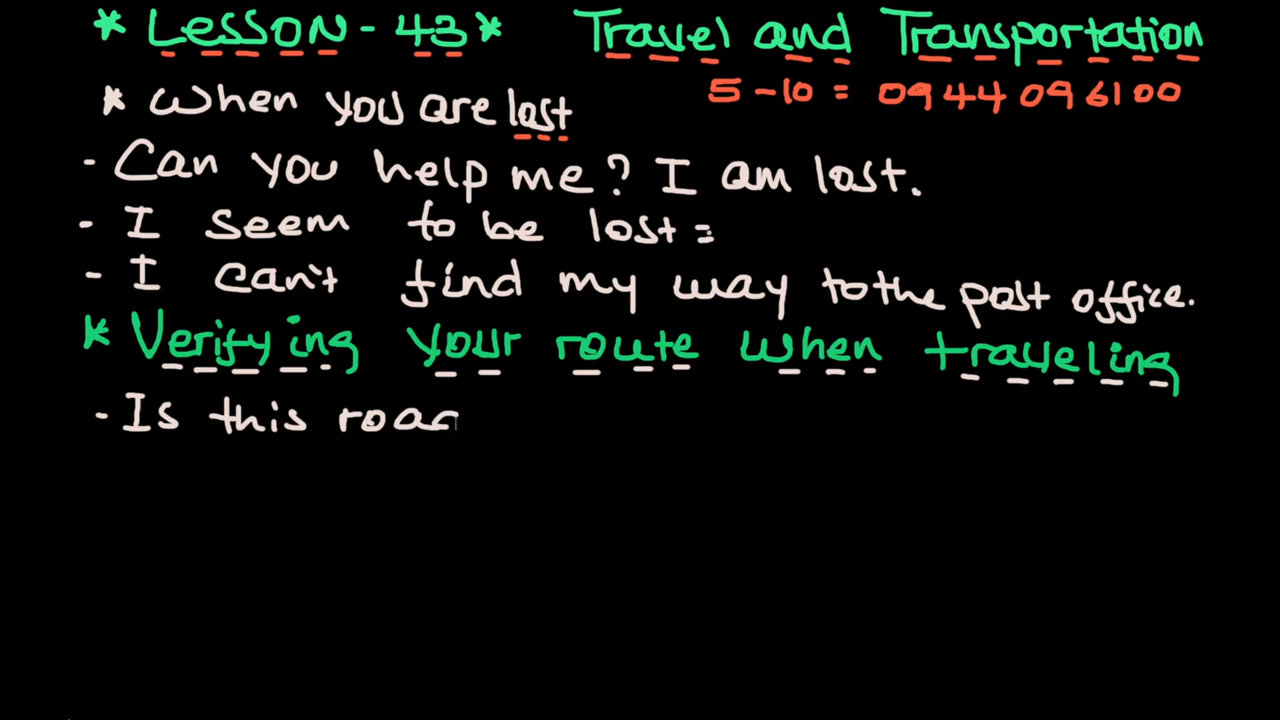 * Lesson - 43 * Travel and Transportation
5 - 10 = 0944096100
* When you are lost
- Can you help me? I am lost.
- I seem to be lost =
- I can't find my way to the post office.
* Verifying your route when traveling
- Is this roac